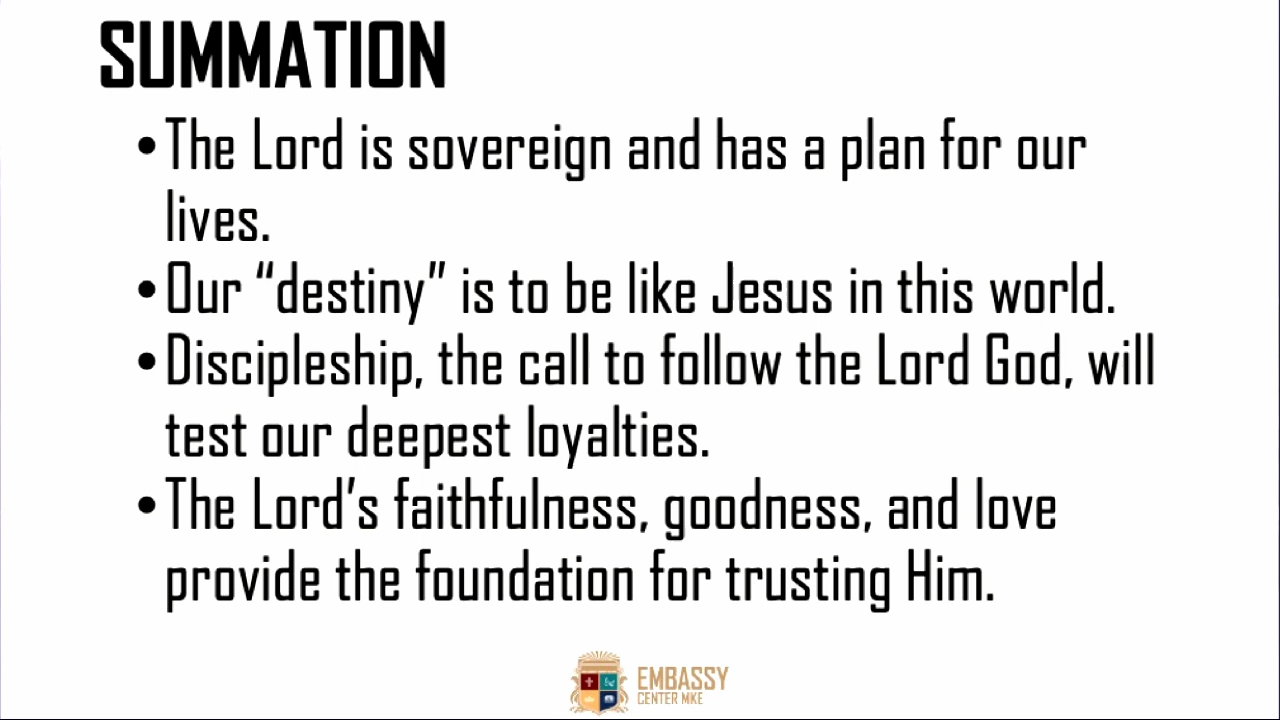 SUMMATION
•The Lord is sovereign and has a plan for our
lives.
•Our “destiny” is to be like Jesus in this world.
•Discipleship, the call to follow the Lord God, will
test our deepest loyalties.
•The Lord’s faithfulness, goodness, and love
provide the foundation for trusting Him.
EMBASSY
CENTER MKE